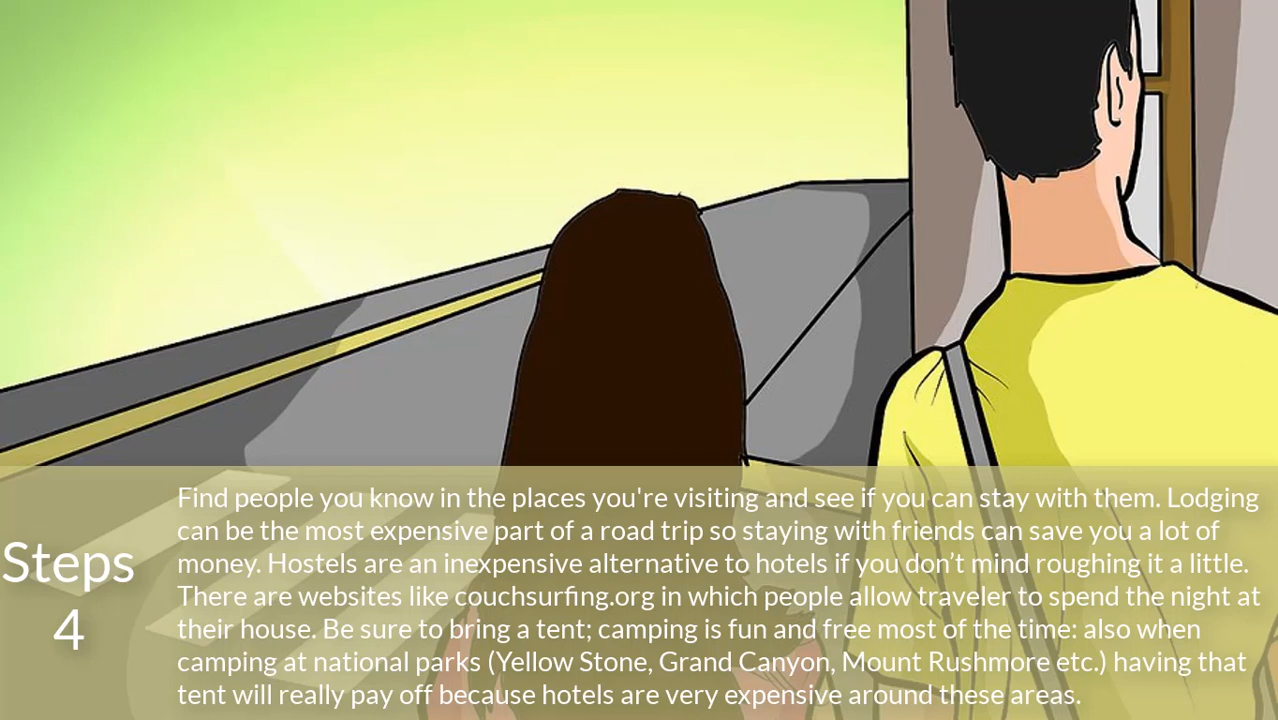 Steps
4
Find people you know in the places you're visiting and see if you can stay with them. Lodging
can be the most expensive part of a road trip so staying with friends can save you a lot of
money. Hostels are an inexpensive alternative to hotels if you don’t mind roughing it a little.
There are websites like couchsurfing.org in which people allow traveler to spend the night at
their house. Be sure to bring a tent; camping is fun and free most of the time: also when
camping at national parks (Yellow Stone, Grand Canyon, Mount Rushmore etc.) having that
tent will really pay off because hotels are very expensive around these areas.